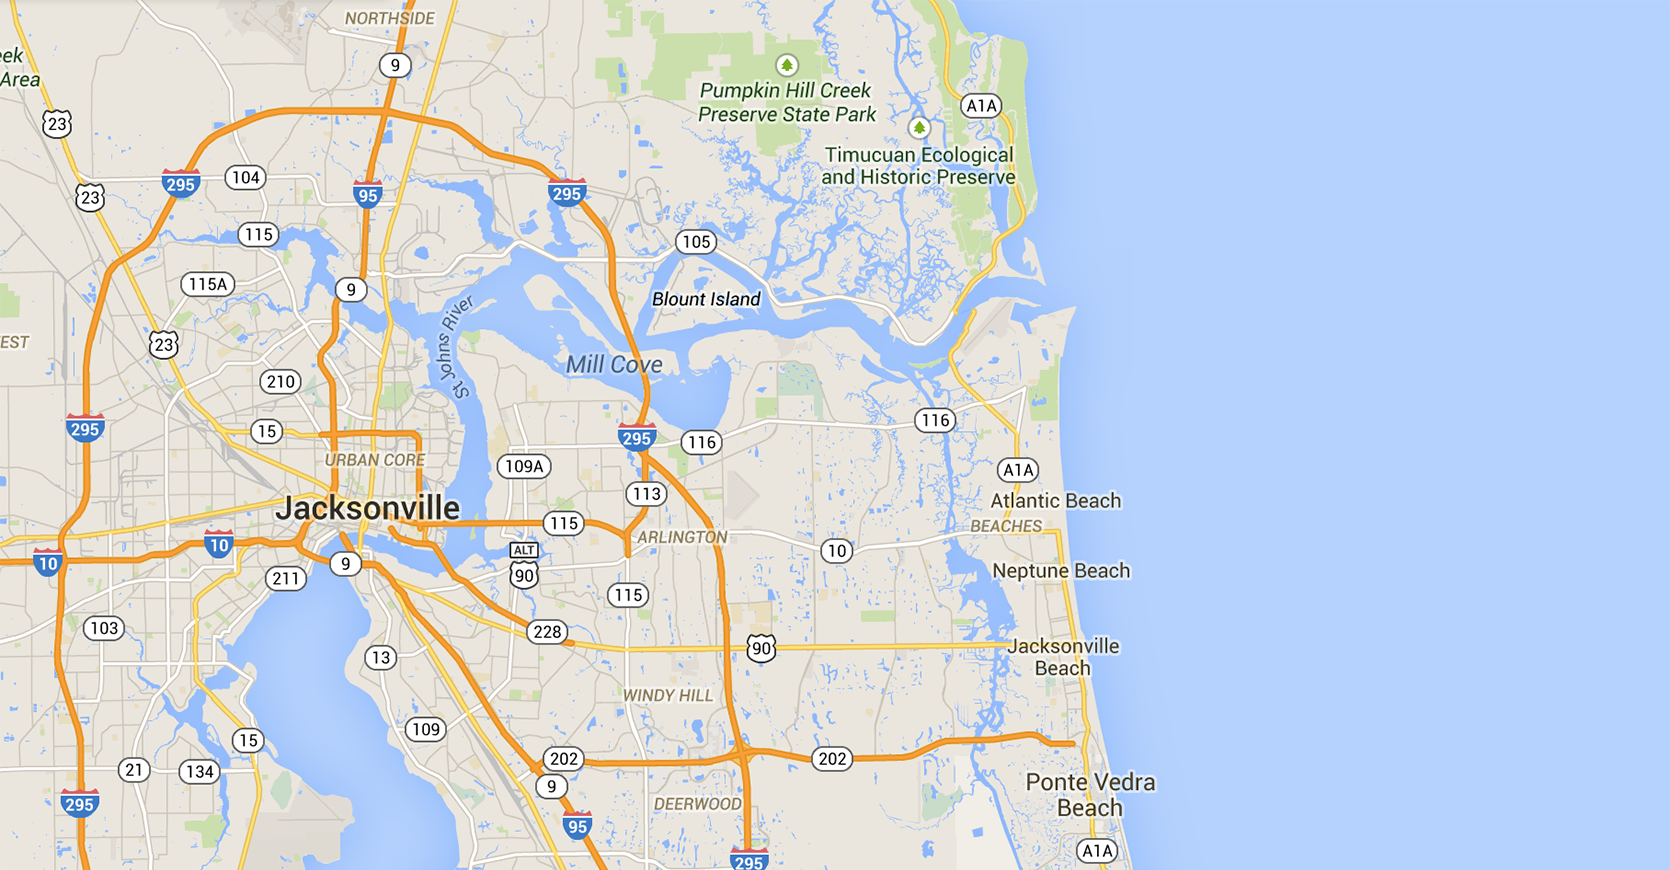 NORTHSIDE
9
eek
Area
Pumpkin Hill Creek
Preserve State Park
A1A
23
Timucuan Ecological
and Historic Preserve
295
104
95
295
23
115
105
115A
9
Blount Island
St Johns River
EST
23
Mill Cove
210
116
15
295
295
116
URBAN CORE
109A
A1A
113
Jacksonville
Atlantic Beach
115
BEACHES
ARLINGTON
10
10
ALT
90
10
9
211
Neptune Beach
115
103
228
90
Jacksonville
Beach
13
WINDY HILL
109
15
202
202
21
134
9
Ponte Vedra
Beach
295
DEERWOOD
95
A1A
295